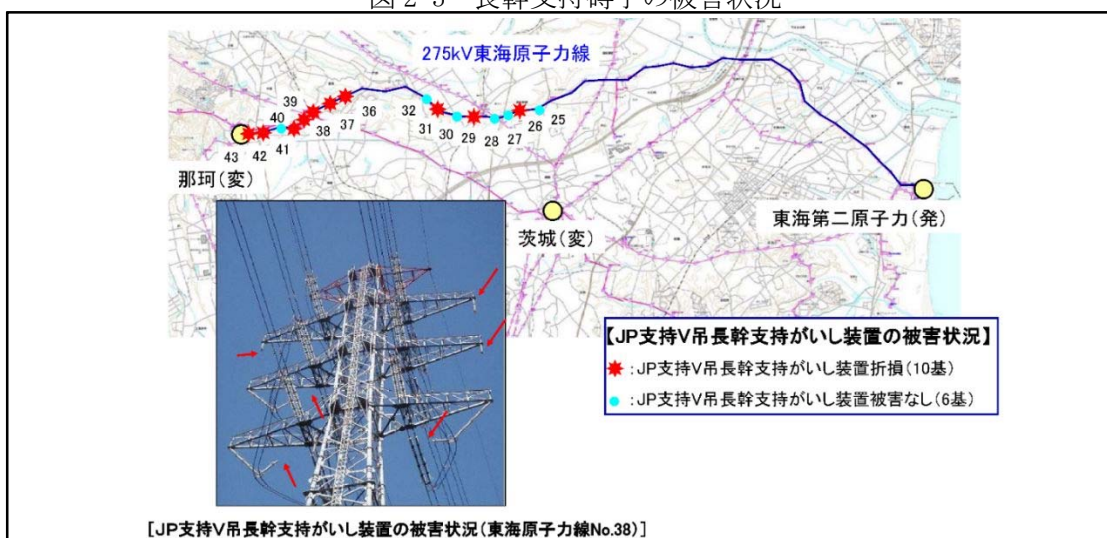 図 2-5 長幹支持碍子の被害状況
275kV東海原子力線
39
40
32
36
37
38
31
30
29
28
27
26
25
43
42
41
那珂(変)
茨城(変)
東海第二原子力(発)
【JP支持V吊長幹支持がいし装置の被害状況】
:JP支持V吊長幹支持がいし装置折損(10基)
:JP支持V吊長幹支持がいし装置被害なし(6基)
[JP支持V吊長幹支持がいし装置の被害状況(東海原子力線No.38)]